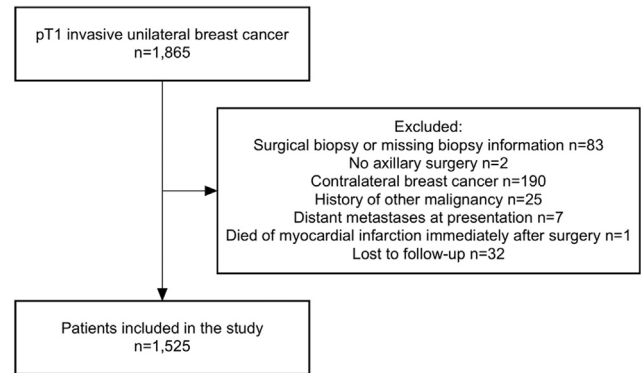 pT1 invasive unilateral breast cancer
n=1,865
Excluded:
Surgical biopsy or missing biopsy information n=83
No axillary surgery n=2
Contralateral breast cancer n=190
History of other malignancy n=25
Distant metastases at presentation n=7
Died of myocardial infarction immediately after surgery n=1
Lost to follow-up n=32
Patients included in the study
n=1,525